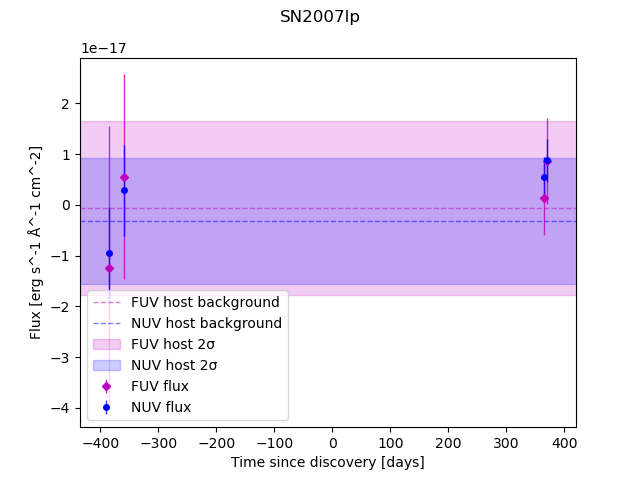 SN2007lp
1e−17
Flux [erg s^-1 Å^-1 cm^-2]
2
1
0
−1
−2
−3
−4
FUV host background
NUV host background
FUV host 2σ
NUV host 2σ
FUV flux
NUV flux
−400 −300 −200 −100 0 100 200 300 400
Time since discovery [days]